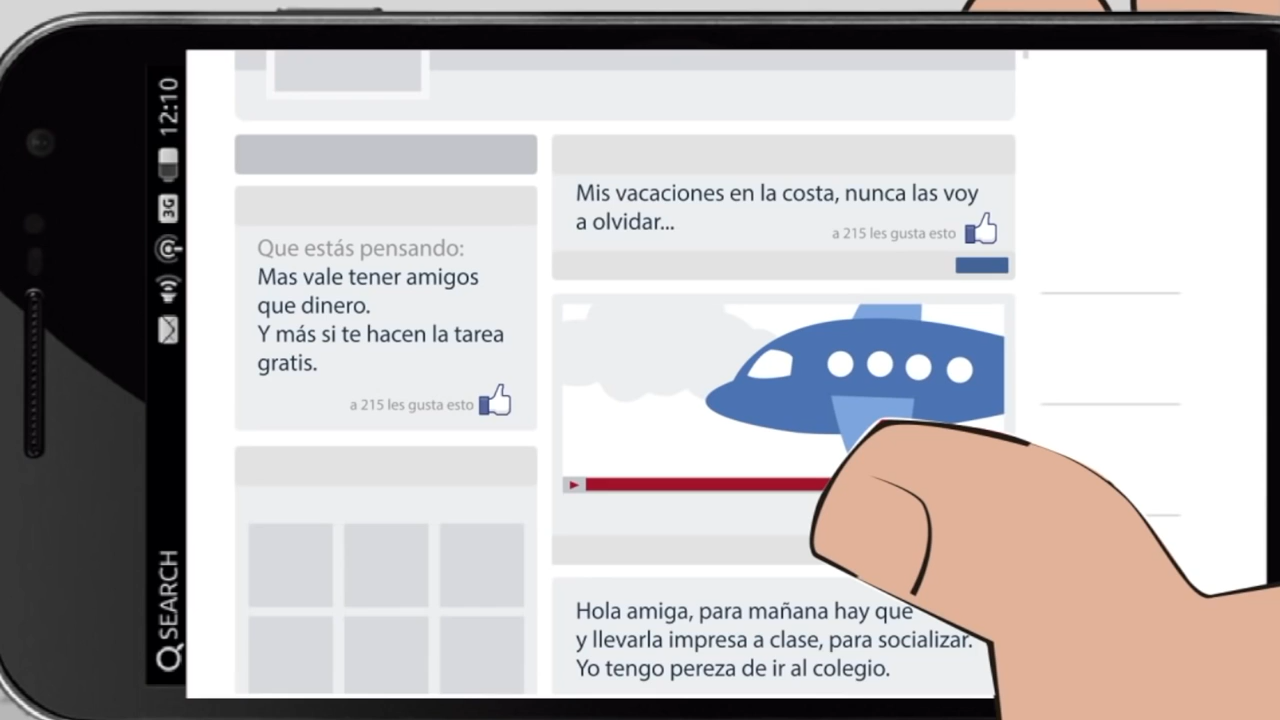 12:10
3G
SEARCH
Que estás pensando:
Mas vale tener amigos
que dinero.
Y más si te hacen la tarea
gratis.
a 215 les gusta esto
Mis vacaciones en la costa, nunca las voy
a olvidar...
a 215 les gusta esto
Hola amiga, para mañana hay que
y llevarla impresa a clase, para socializar.
Yo tengo pereza de ir al colegio.